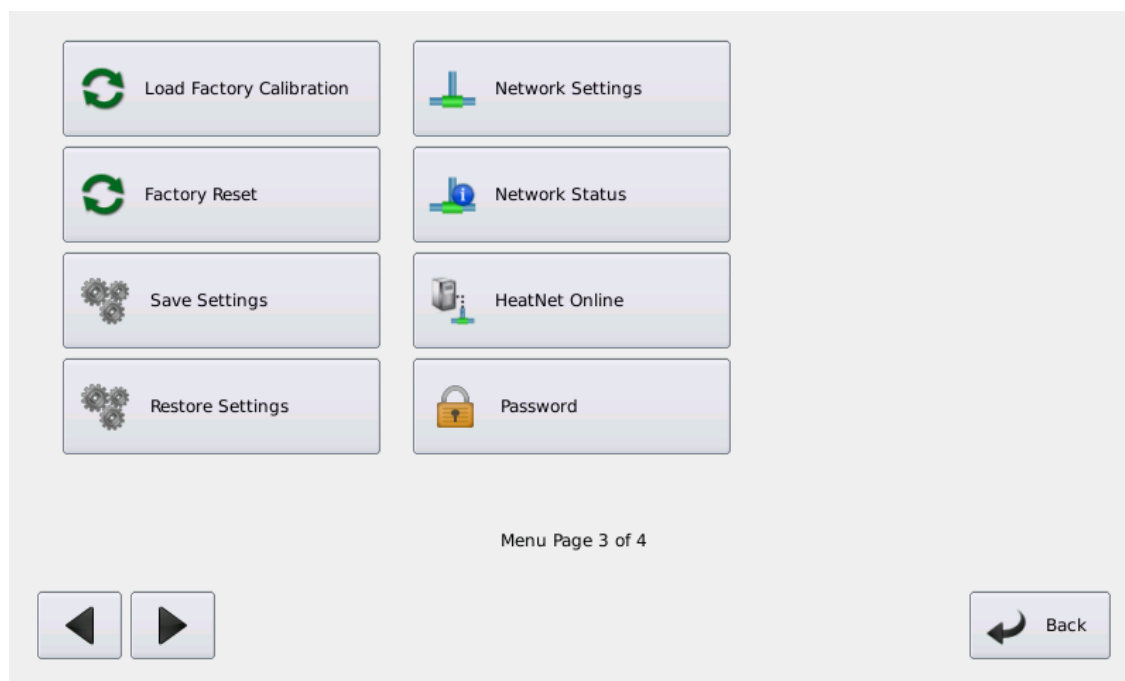 Load Factory Calibration
Network Settings
Factory Reset
Network Status
Save Settings
HeatNet Online
Restore Settings
Password
Menu Page 3 of 4
Back